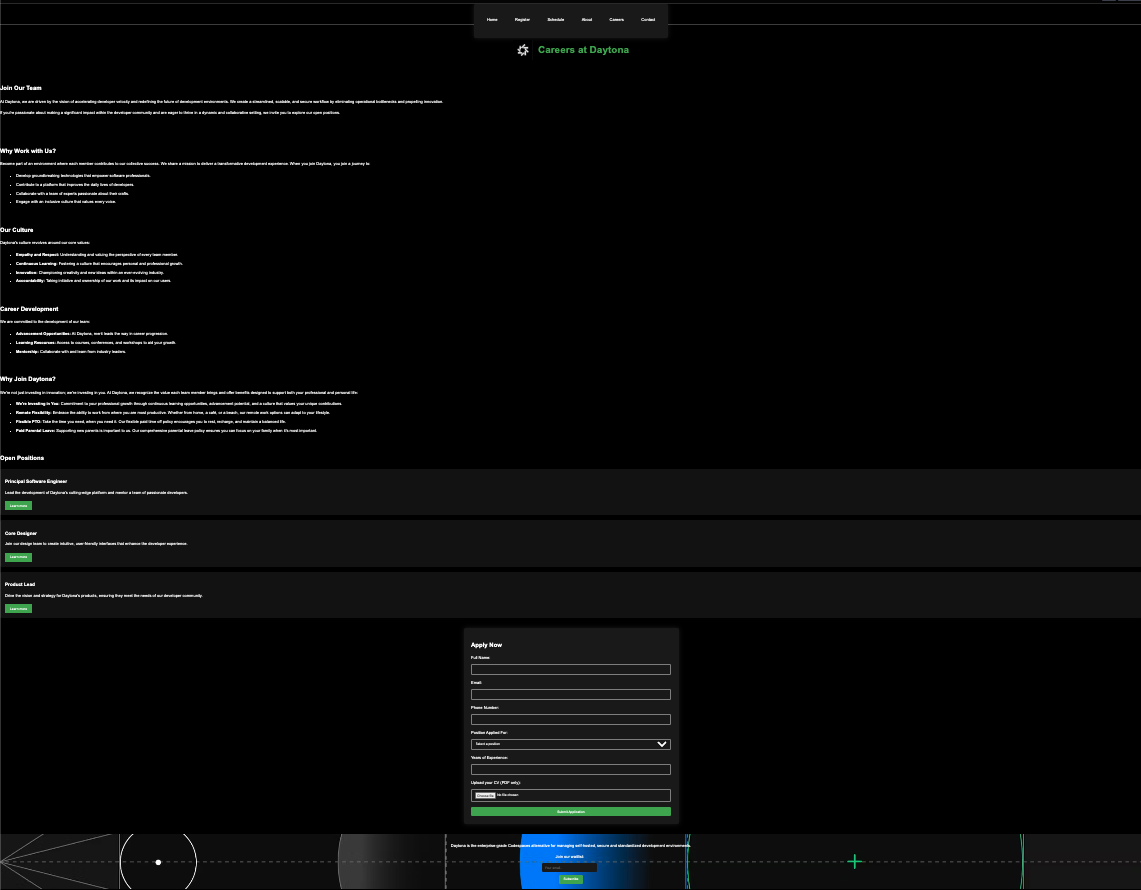 Home Register Schedule About Careers Contact
Careers at Daytona
Join Our Team
At Daytona, we are driven by the vision of accelerating developer velocity and redefining the future of development environments. We create a streamlined, scalable, and secure workflow by eliminating operational bottlenecks and propelling innovation.
If you're passionate about making a significant impact within the developer community and are eager to thrive in a dynamic and collaborative setting, we invite you to explore our open positions.
Why Work with Us?
Become part of an environment where each member contributes to our collective success. We share a mission to deliver a transformative development experience. When you join Daytona, you join a journey to:
Develop groundbreaking technologies that empower software professionals.
Contribute to a platform that improves the daily lives of developers.
Collaborate with a team of experts passionate about their crafts.
Engage with an inclusive culture that values every voice.
Our Culture
Daytona's culture revolves around our core values:
Empathy and Respect: Understanding and valuing the perspective of every team member.
Continuous Learning: Fostering a culture that encourages personal and professional growth.
Innovation: Championing creativity and new ideas within an ever-evolving industry.
Accountability: Taking initiative and ownership of our work and its impact on our users.
Career Development
We are committed to the development of our team:
Advancement Opportunities: At Daytona, merit leads the way in career progression.
Learning Resources: Access to courses, conferences, and workshops to aid your growth.
Mentorship: Collaborate with and learn from industry leaders.
Why Join Daytona?
We're not just investing in innovation; we're investing in you. At Daytona, we recognize the value each team member brings and offer benefits designed to support both your professional and personal life:
We're Investing in You: Commitment to your professional growth through continuous learning opportunities, advancement potential, and a culture that values your unique contributions.
Remote Flexibility: Embrace the ability to work from where you are most productive. Whether from home, a café, or a beach, our remote work options can adapt to your lifestyle.
Flexible PTO: Take the time you need, when you need it. Our flexible paid time off policy encourages you to rest, recharge, and maintain a balanced life.
Paid Parental Leave: Supporting new parents is important to us. Our comprehensive parental leave policy ensures you can focus on your family when it's most important.
Open Positions
Principal Software Engineer
Lead the development of Daytona's cutting-edge platform and mentor a team of passionate developers.
Learn more
Core Designer
Join our design team to create intuitive, user-friendly interfaces that enhance the developer experience.
Learn more
Product Lead
Drive the vision and strategy for Daytona's products, ensuring they meet the needs of our developer community.
Learn more
Apply Now
Full Name:
Email:
Phone Number:
Position Applied For:
Select a position
Years of Experience:
Upload your CV (PDF only):
Choose file No file chosen
Submit Application
Daytona is the enterprise-grade Codespaces alternative for managing self-hosted, secure and standardized development environments.
Join our waitlist:
Your email
Subscribe